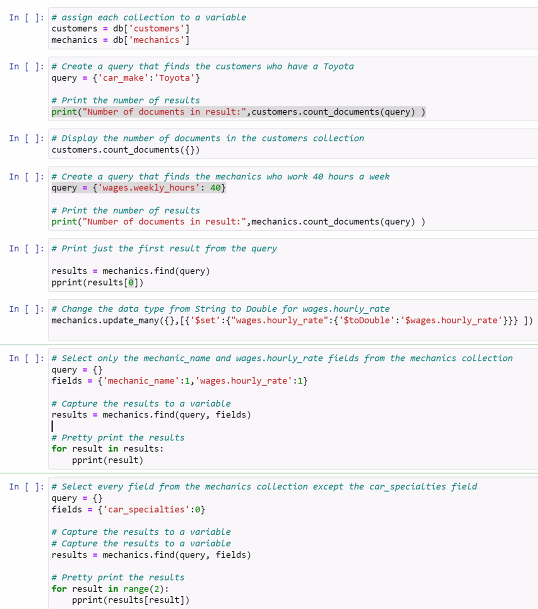 In [ ]: # assign each collection to a variable
customers = db['customers']
mechanics = db['mechanics']
In [ ]: # Create a query that finds the customers who have a Toyota
query = {'car_make':'Toyota'}
# Print the number of results
print("Number of documents in result:",customers.count_documents(query) )
In [ ]: # Display the number of documents in the customers collection
customers.count_documents({})
In [ ]: # Create a query that finds the mechanics who work 40 hours a week
query = {'wages.weekly_hours': 40}
# Print the number of results
print("Number of documents in result:",mechanics.count_documents(query) )
In [ ]: # Print just the first result from the query
results = mechanics.find(query)
pprint(results[0])
In [ ]: # Change the data type from String to Double for wages.hourly_rate
mechanics.update_many({},[{'$set':{"wages.hourly_rate":{'$toDouble':'$wages.hourly_rate'}}} ])
In [ ]: # Select only the mechanic_name and wages.hourly_rate fields from the mechanics collection
query = {}
fields = {'mechanic_name':1,'wages.hourly_rate':1}
# Capture the results to a variable
results = mechanics.find(query, fields)
# Pretty print the results
for result in results:
    pprint(result)
In [ ]: # Select every field from the mechanics collection except the car_specialties field
query = {}
fields = {'car_specialties':0}
# Capture the results to a variable
# Capture the results to a variable
results = mechanics.find(query, fields)
# Pretty print the results
for result in range(2):
    pprint(results[result])